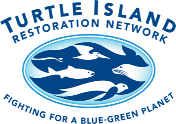 TURTLE ISLAND
RESTORATION NETWORK
FIGHTING FOR A BLUE-GREEN PLANET